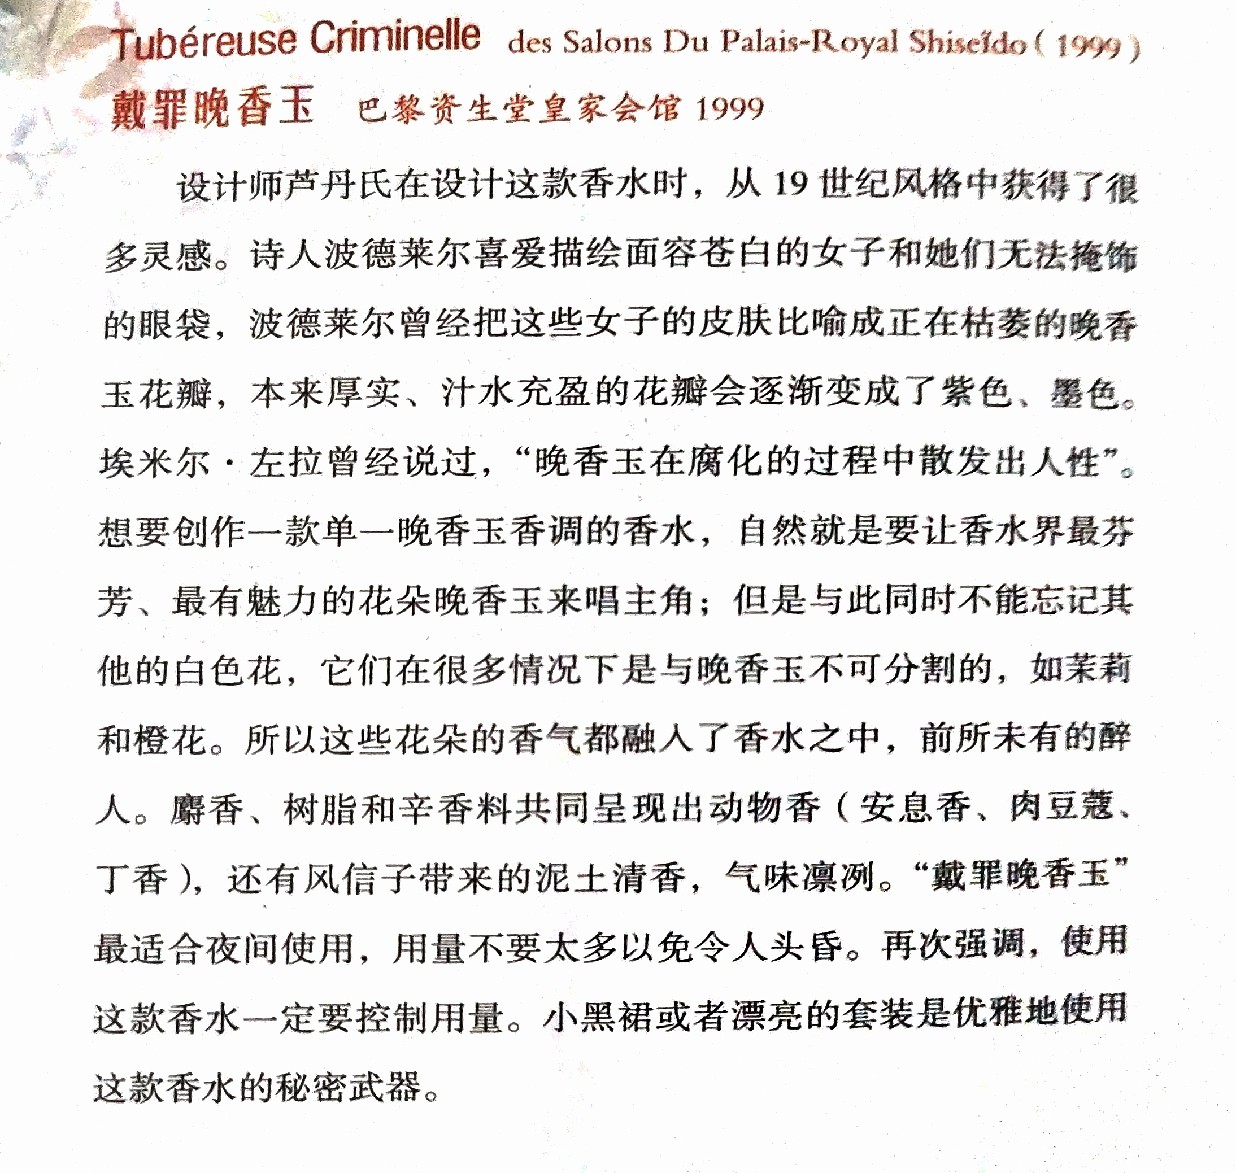 Tubéreuse Criminelle des Salons Du Palais-Royal Shiseĭdo（1999）
戴罪晚香玉 巴黎资生堂皇家会馆 1999
设计师芦丹氏在设计这款香水时，从 19 世纪风格中获得了很
多灵感。诗人波德莱尔喜爱描绘面容苍白的女子和她们无法掩饰
的眼袋，波德莱尔曾经把这些女子的皮肤比喻成正在枯萎的晚香
玉花瓣，本来厚实、汁水充盈的花瓣会逐渐变成了紫色、墨色。
埃米尔·左拉曾经说过，“晚香玉在腐化的过程中散发出人性”。
想要创作一款单一晚香玉香调的香水，自然就是要让香水界最芬
芳、最有魅力的花朵晚香玉来唱主角；但是与此同时不能忘记其
他的白色花，它们在很多情况下是与晚香玉不可分割的，如茉莉
和橙花。所以这些花朵的香气都融入了香水之中，前所未有的醉
人。麝香、树脂和辛香料共同呈现出动物香（安息香、肉豆蔻、
丁香），还有风信子带来的泥土清香，气味凛冽。“戴罪晚香玉”
最适合夜间使用，用量不要太多以免令人头昏。再次强调，使用
这款香水一定要控制用量。小黑裙或者漂亮的套装是优雅地使用
这款香水的秘密武器。